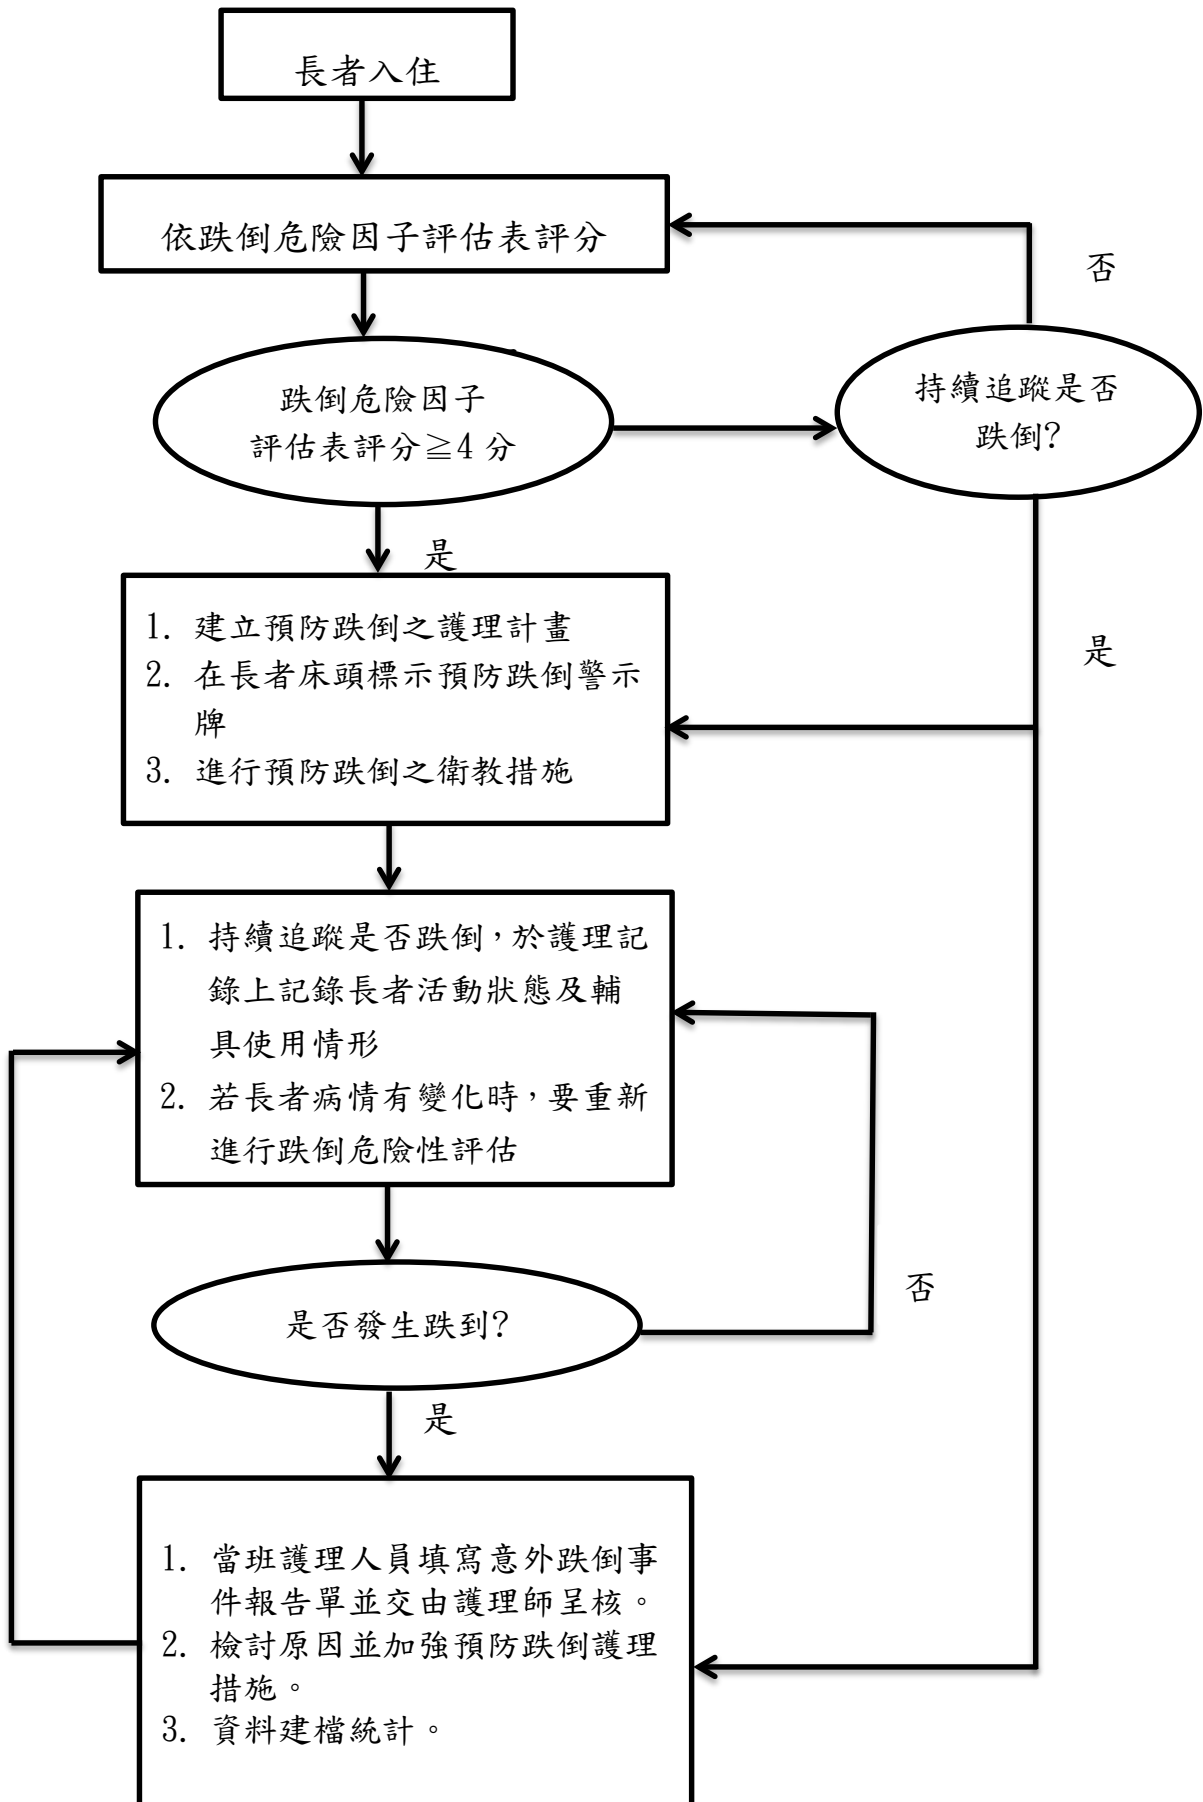 長者入住
依跌倒危險因子評估表評分
否
跌倒危險因子
評估表評分≧4 分
持續追蹤是否
跌倒?
是
1. 建立預防跌倒之護理計畫
2. 在長者床頭標示預防跌倒警示
牌
3. 進行預防跌倒之衛教措施
是
1. 持續追蹤是否跌倒，於護理記
錄上記錄長者活動狀態及輔
具使用情形
2. 若長者病情有變化時，要重新
進行跌倒危險性評估
否
是否發生跌到?
是
1. 當班護理人員填寫意外跌倒事
件報告單並交由護理師呈核。
2. 檢討原因並加強預防跌倒護理
措施。
3. 資料建檔統計。